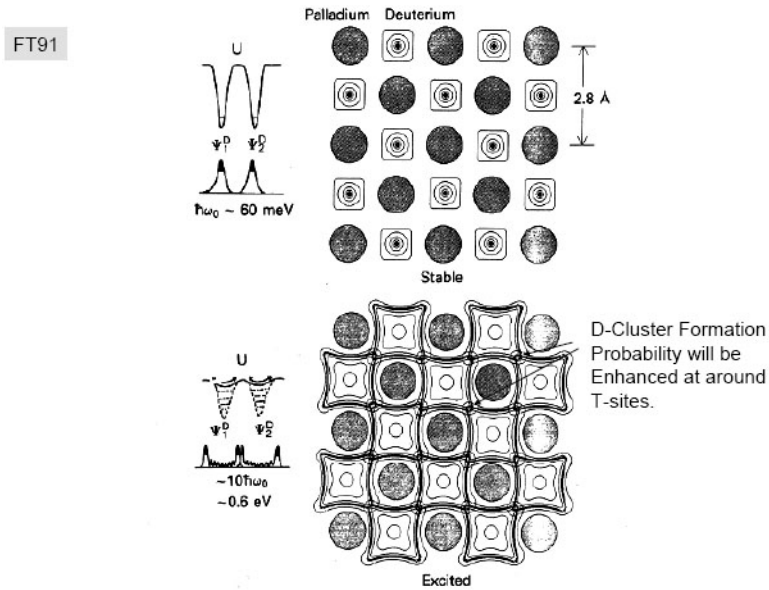 FT91
Palladium Deuterium
U
2.8 Å
Ψ₁ᴰ Ψ₂ᴰ
ħω₀ ~ 60 meV
Stable
D-Cluster Formation
Probability will be
Enhanced at around
T-sites.
U
Ψ₁ᴰ Ψ₂ᴰ
~10ħω₀
~0.6 eV
Excited